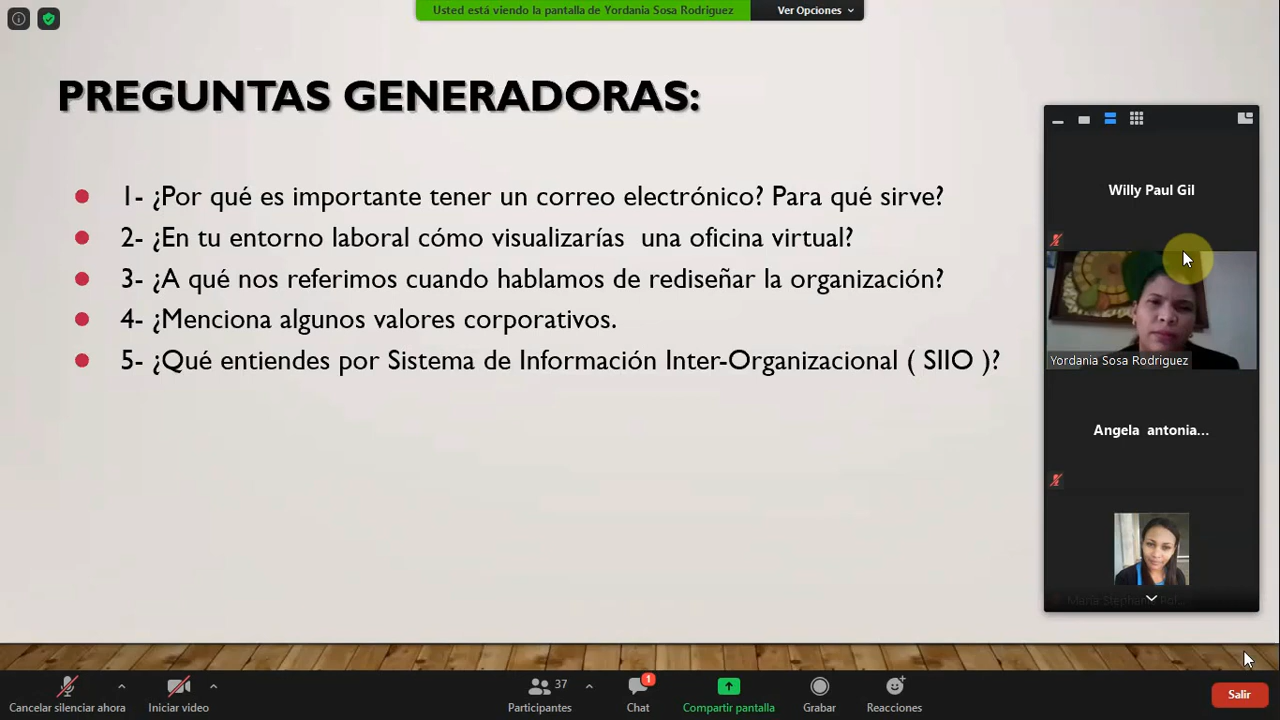 Usted está viendo la pantalla de Yordania Sosa Rodriguez
Ver Opciones
PREGUNTAS GENERADORAS:
1- ¿Por qué es importante tener un correo electrónico? Para qué sirve?
2- ¿En tu entorno laboral cómo visualizarías una oficina virtual?
3- ¿A qué nos referimos cuando hablamos de rediseñar la organización?
4- ¿Menciona algunos valores corporativos.
5- ¿Qué entiendes por Sistema de Información Inter-Organizacional ( SIIO )?
Willy Paul Gil
Yordania Sosa Rodriguez
Angela antonia...
Cancelar silenciar ahora
Iniciar video
37
Participantes
1
Chat
Compartir pantalla
Grabar
Reacciones
Salir